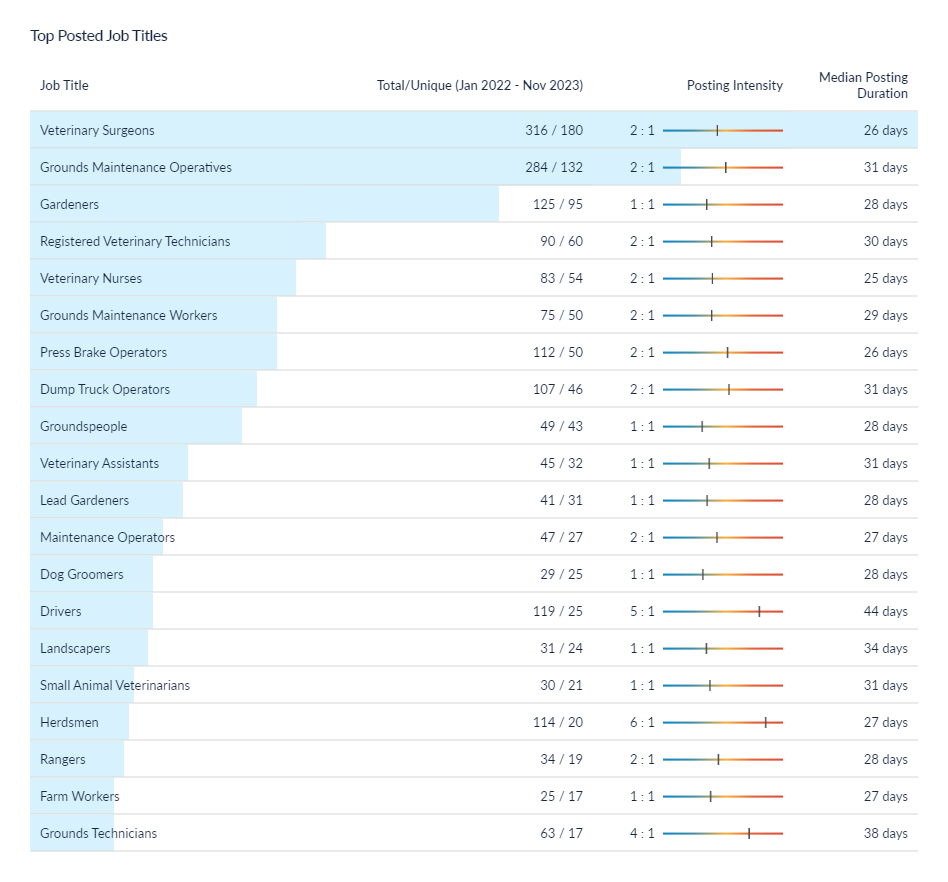 Top Posted Job Titles
Job Title Total/Unique (Jan 2022 - Nov 2023) Posting Intensity Median Posting Duration
Veterinary Surgeons 316 / 180 2 : 1 26 days
Grounds Maintenance Operatives 284 / 132 2 : 1 31 days
Gardeners 125 / 95 1 : 1 28 days
Registered Veterinary Technicians 90 / 60 2 : 1 30 days
Veterinary Nurses 83 / 54 2 : 1 25 days
Grounds Maintenance Workers 75 / 50 2 : 1 29 days
Press Brake Operators 112 / 50 2 : 1 26 days
Dump Truck Operators 107 / 46 2 : 1 31 days
Groundspeople 49 / 43 1 : 1 28 days
Veterinary Assistants 45 / 32 1 : 1 31 days
Lead Gardeners 41 / 31 1 : 1 28 days
Maintenance Operators 47 / 27 2 : 1 27 days
Dog Groomers 29 / 25 1 : 1 28 days
Drivers 119 / 25 5 : 1 44 days
Landscapers 31 / 24 1 : 1 34 days
Small Animal Veterinarians 30 / 21 1 : 1 31 days
Herdsmen 114 / 20 6 : 1 27 days
Rangers 34 / 19 2 : 1 28 days
Farm Workers 25 / 17 1 : 1 27 days
Grounds Technicians 63 / 17 4 : 1 38 days